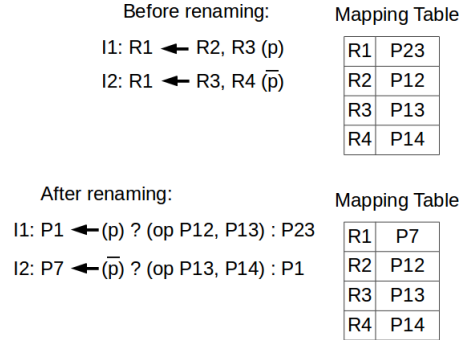 Before renaming:
Mapping Table
I1: R1 ← R2, R3 (p)
I2: R1 ← R3, R4 (p̅)
R1 P23
R2 P12
R3 P13
R4 P14
After renaming:
Mapping Table
I1: P1 ← (p) ? (op P12, P13) : P23
I2: P7 ← (p̅) ? (op P13, P14) : P1
R1 P7
R2 P12
R3 P13
R4 P14